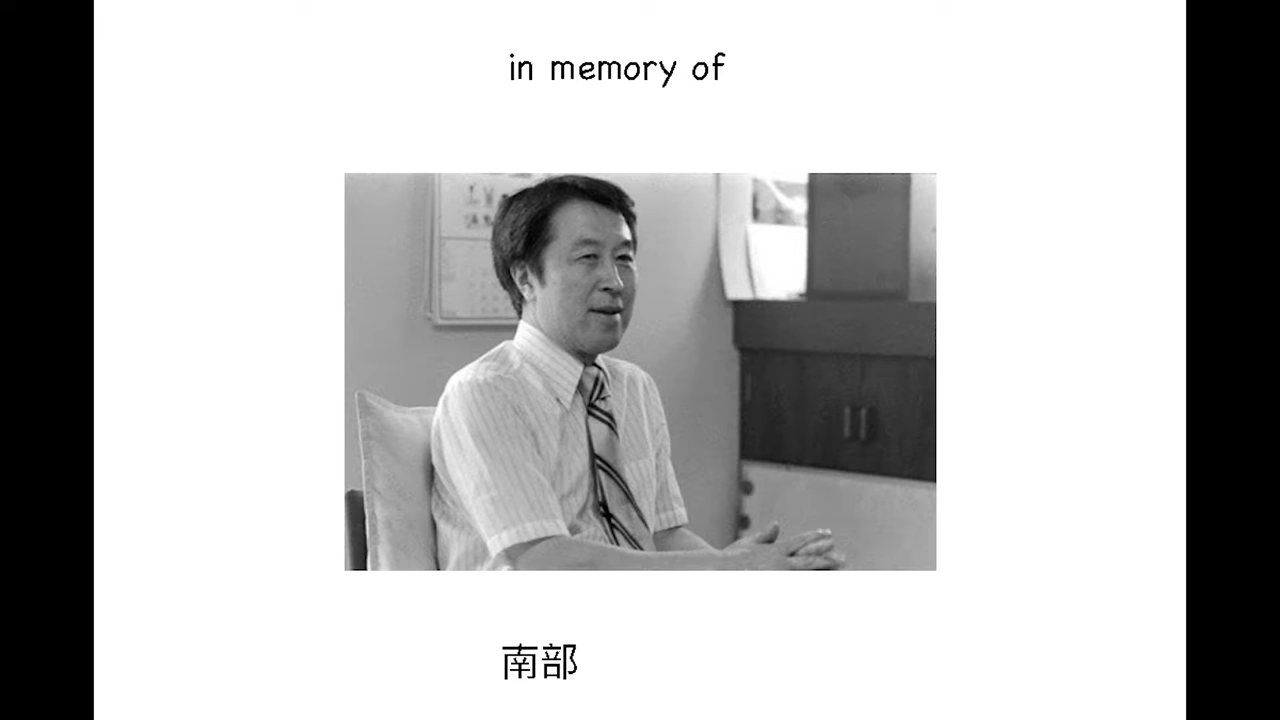 in memory of
南部